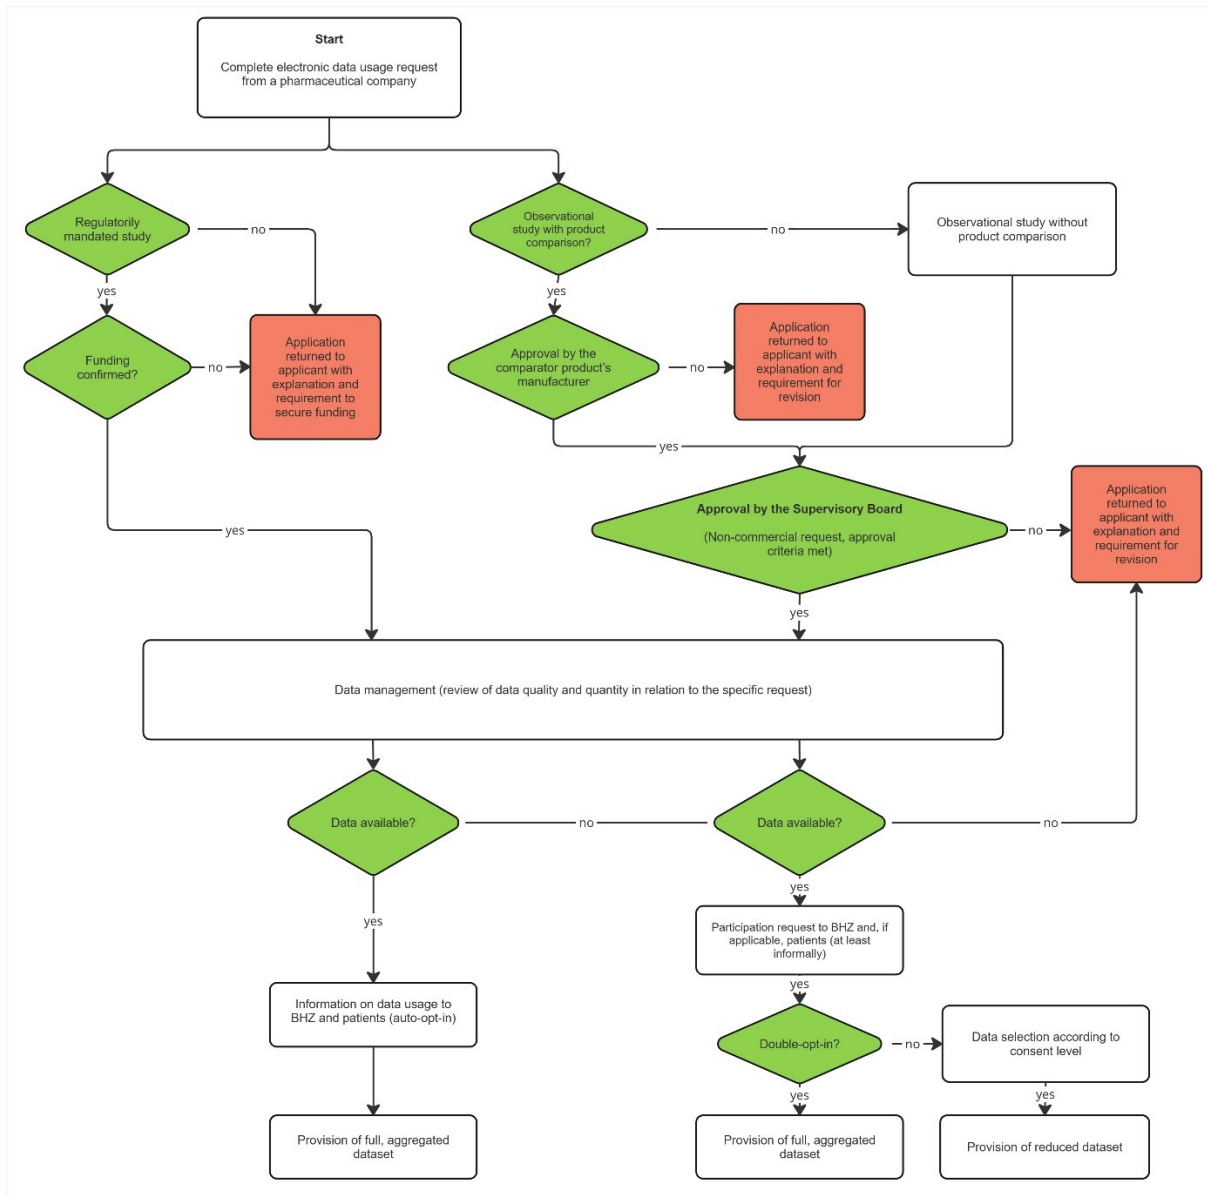 Start
Complete electronic data usage request
from a pharmaceutical company
Regulatorily
mandated study
no
Observational
study with product
comparison?
no
Observational study without
product comparison
yes
yes
Funding
confirmed?
no
Application
returned to
applicant with
explanation and
requirement to
secure funding
Approval by the
comparator product's
manufacturer
no
Application
returned to
applicant with
explanation and
requirement for
revision
yes
yes
Approval by the Supervisory Board
(Non-commercial request, approval
criteria met)
no
Application
returned to
applicant with
explanation and
requirement for
revision
yes
Data management (review of data quality and quantity in relation to the specific request)
Data available?
no
Data available?
no
yes
yes
Participation request to BHZ and, if
applicable, patients (at least
informally)
yes
Information on data usage to
BHZ and patients (auto-opt-in)
Double-opt-in?
no
Data selection according to
consent level
yes
yes
Provision of full, aggregated
dataset
Provision of full, aggregated
dataset
Provision of reduced dataset